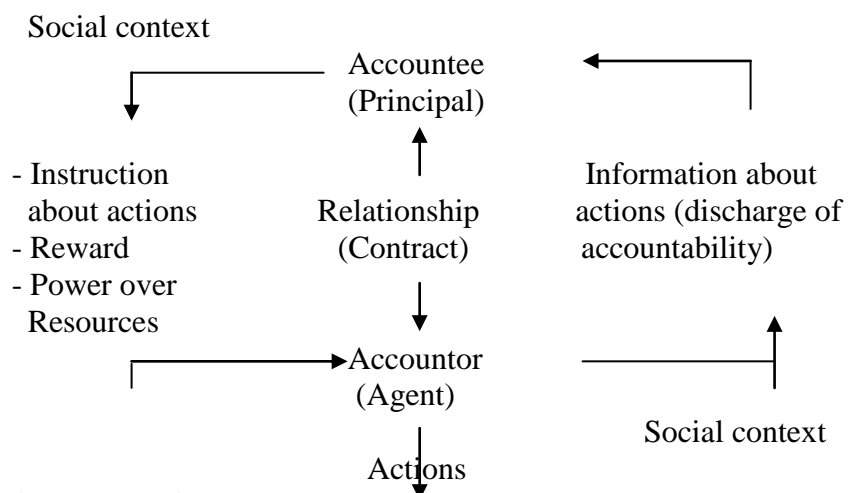 Social context
Accountee
(Principal)
- Instruction
about actions
- Reward
- Power over
Resources
Relationship
(Contract)
Information about
actions (discharge of
accountability)
Accountor
(Agent)
Social context
Actions